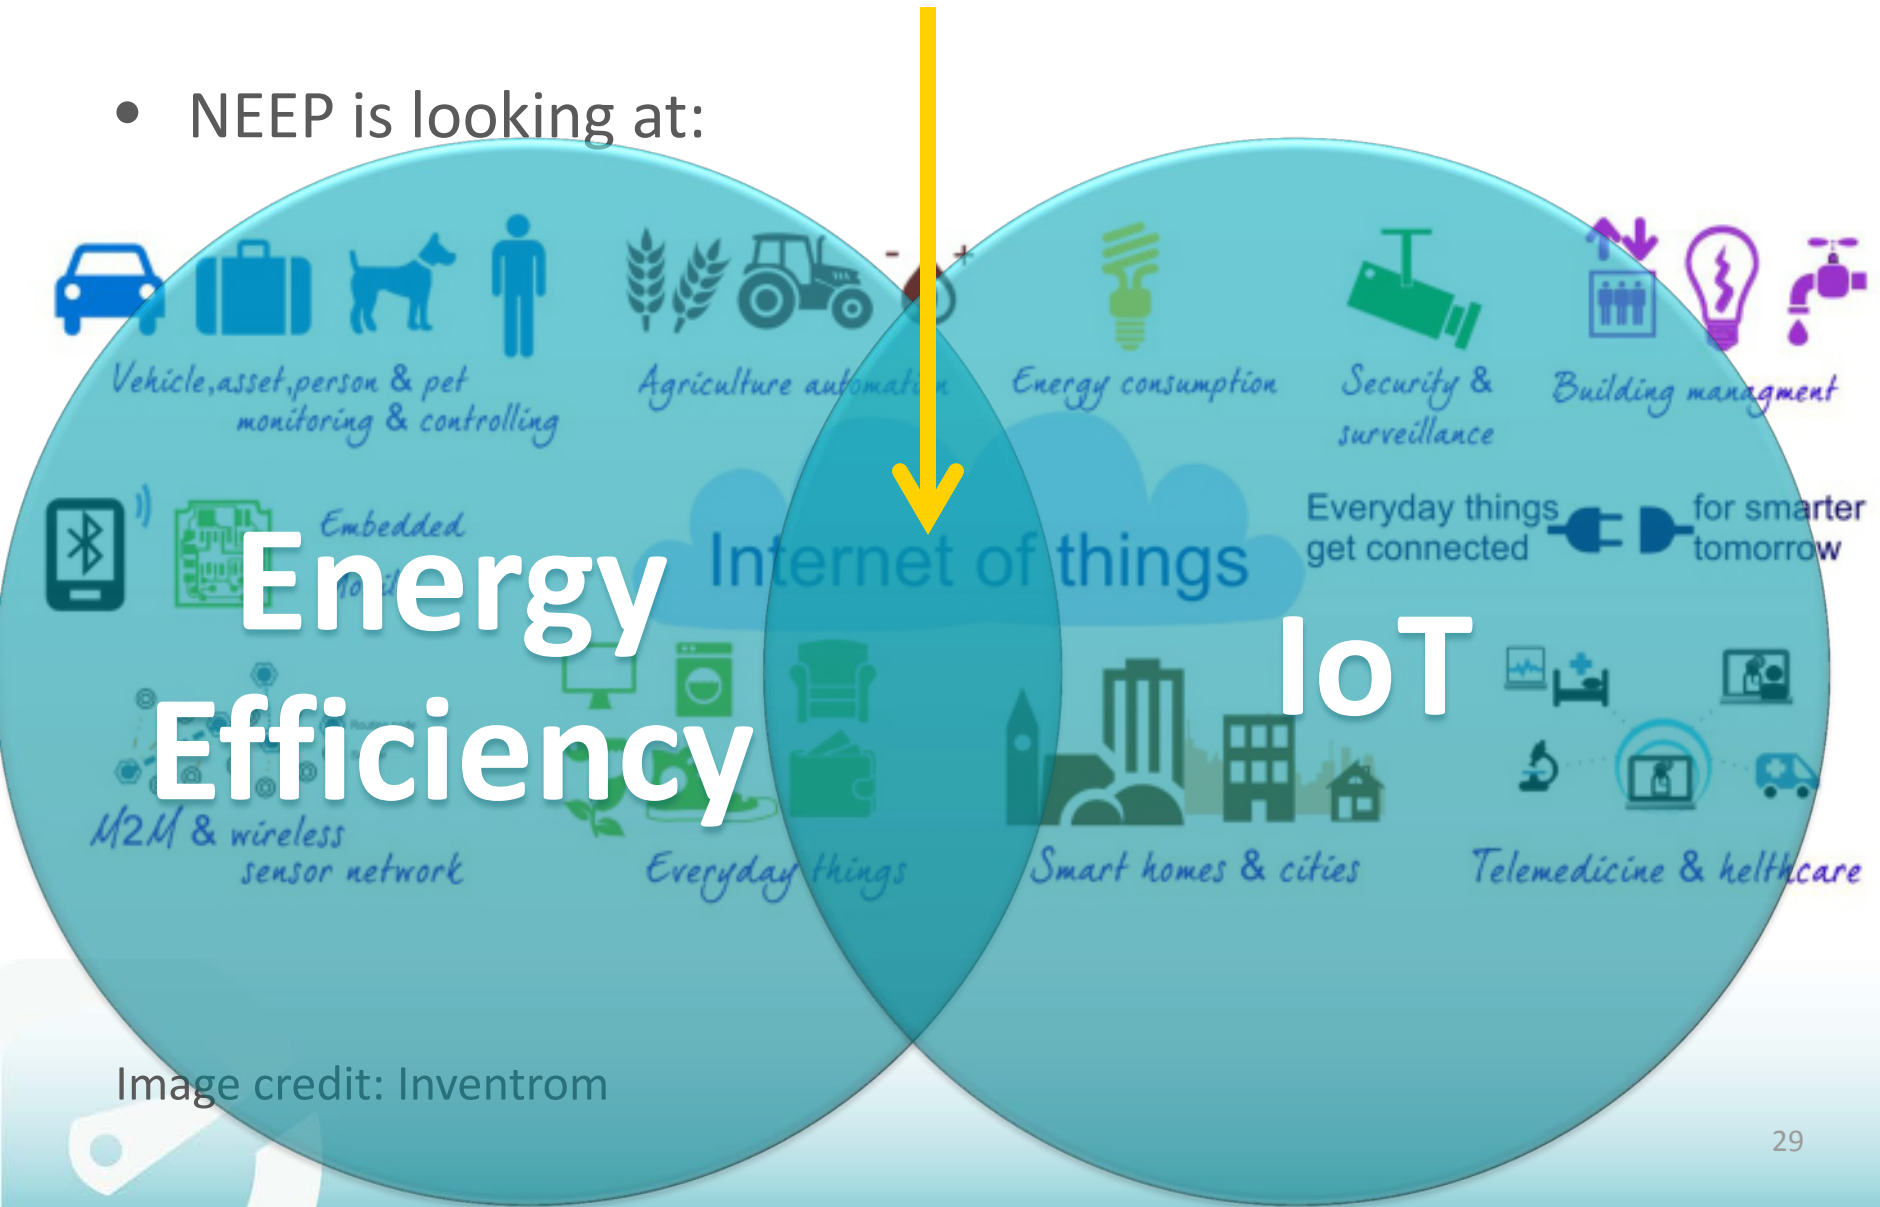 • NEEP is looking at:
- +
Vehicle,asset,person & pet
monitoring & controlling
Agriculture automation
Energy consumption
Security &
surveillance
Building managment
Embedded
Internet of things
Everyday things
get connected
for smarter
tomorrow
Energy
Efficiency
IoT
M2M & wireless
sensor network
Everyday things
Smart homes & cities
Telemedicine & helthcare
Image credit: Inventrom
29